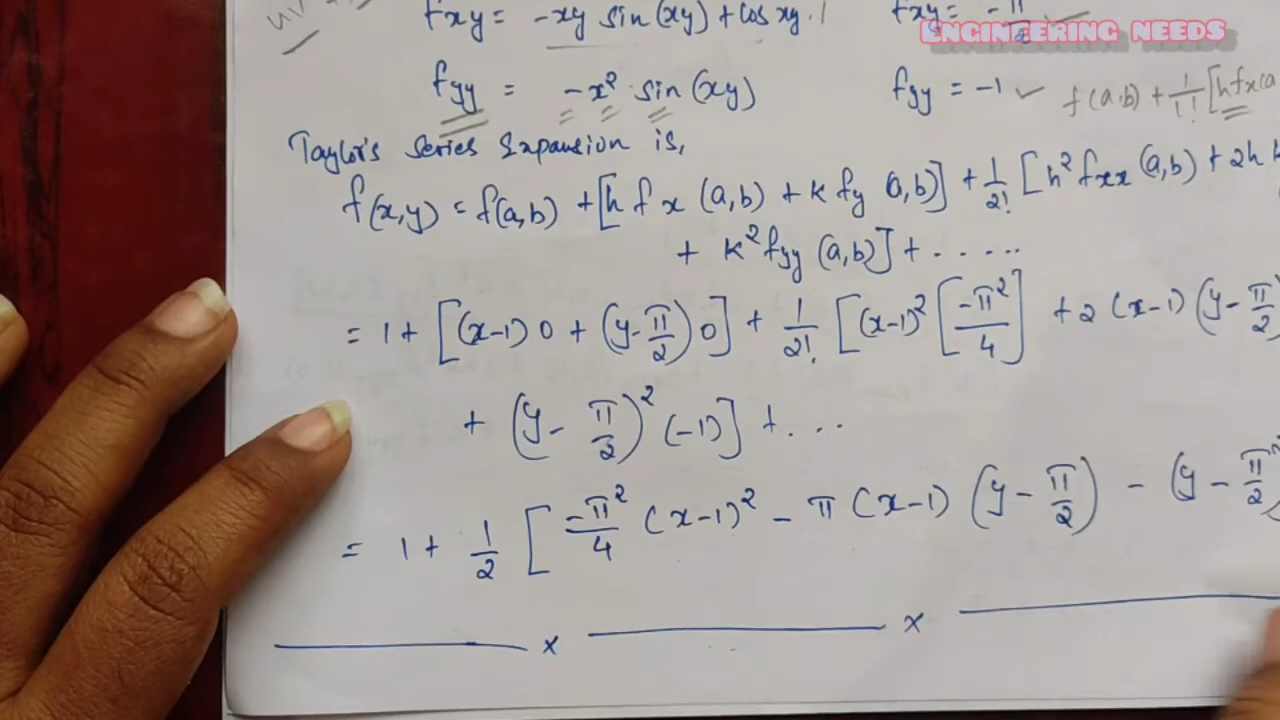 fxy = -xy sin(xy) + cos xy . 1 fxy = -π/2
ENGINEERING NEEDS
fyy = -x² sin(xy) fyy = -1 ✓ f(a,b) + 1/1! [hfx(a
Taylor's Series Expansion is,
f(x,y) = f(a,b) + [h fx (a,b) + k fy (a,b)] + 1/2! [h² fxx (a,b) + 2h k
+ k² fyy (a,b)] + .....
= 1 + [(x-1) 0 + (y - π/2) 0] + 1/2! [(x-1)² [-π²/4] + 2 (x-1) (y - π/2
+ (y - π/2)² (-1)] + ...
= 1 + 1/2 [-π²/4 (x-1)² - π (x-1) (y - π/2) - (y - π/2)²
x x